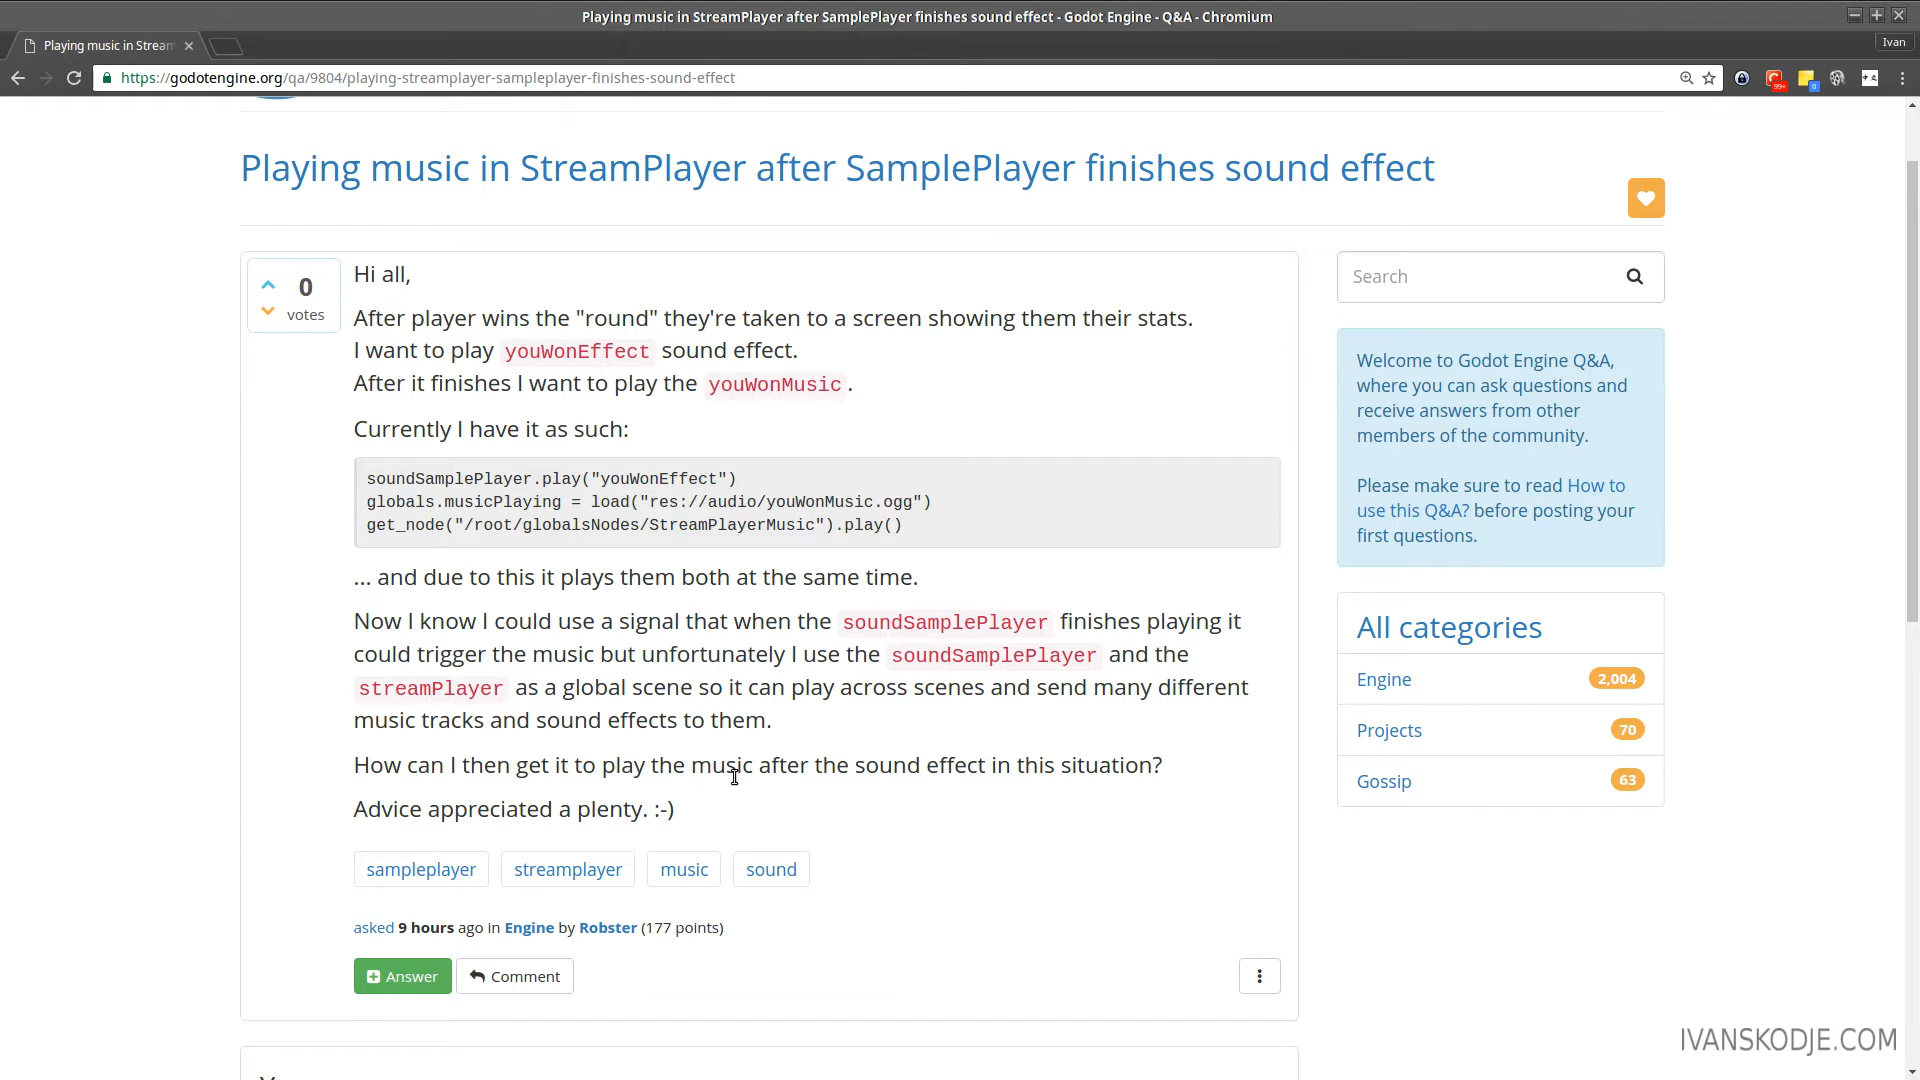 Playing music in StreamPlayer after SamplePlayer finishes sound effect - Godot Engine - Q&A - Chromium
Playing music in Stream
Ivan
https://godotengine.org/qa/9804/playing-streamplayer-sampleplayer-finishes-sound-effect
99+
0
Playing music in StreamPlayer after SamplePlayer finishes sound effect
0
votes
Hi all,
After player wins the "round" they're taken to a screen showing them their stats.
I want to play youWonEffect sound effect.
After it finishes I want to play the youWonMusic.
Currently I have it as such:
soundSamplePlayer.play("youWonEffect")
globals.musicPlaying = load("res://audio/youWonMusic.ogg")
get_node("/root/globalsNodes/StreamPlayerMusic").play()
... and due to this it plays them both at the same time.
Now I know I could use a signal that when the soundSamplePlayer finishes playing it
could trigger the music but unfortunately I use the soundSamplePlayer and the
streamPlayer as a global scene so it can play across scenes and send many different
music tracks and sound effects to them.
How can I then get it to play the music after the sound effect in this situation?
Advice appreciated a plenty. :-)
sampleplayer streamplayer music sound
asked 9 hours ago in Engine by Robster (177 points)
Answer Comment
Search
Welcome to Godot Engine Q&A,
where you can ask questions and
receive answers from other
members of the community.
Please make sure to read How to
use this Q&A? before posting your
first questions.
All categories
Engine 2,004
Projects 70
Gossip 63
IVANSKODJE.COM